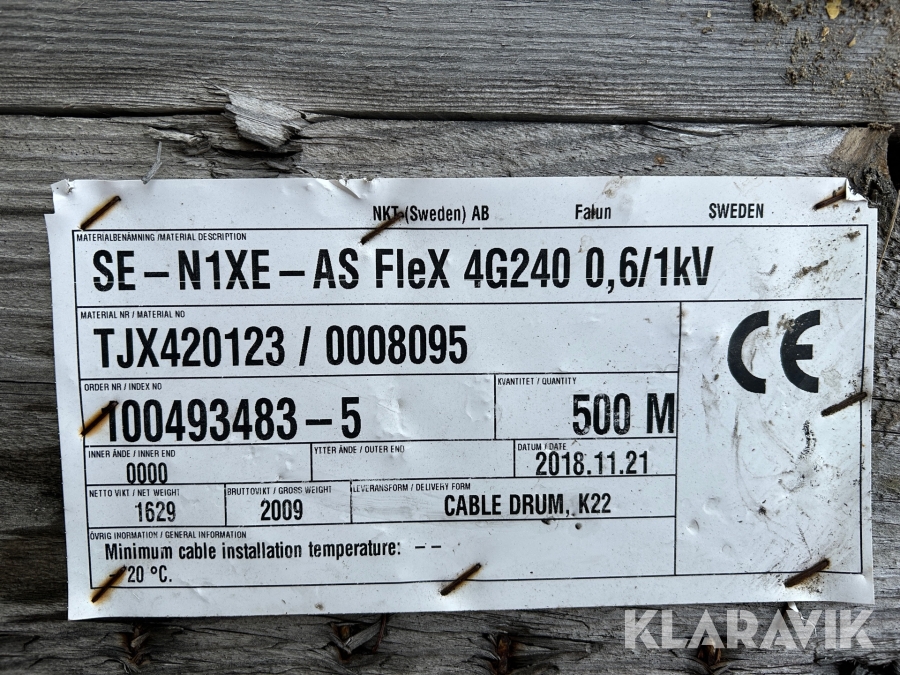 NKT (Sweden) AB Falun SWEDEN
MATERIALBENÄMNING/MATERIAL DESCRIPTION
SE-N1XE-AS FleX 4G240 0,6/1kV
MATERIAL NR / MATERIAL NO
TJX420123 / 0008095
CE
ORDER NR / INDEX NO KVANTITET / QUANTITY
100493483-5 500 M
INNER ÄNDE / INNER END YTTER ÄNDE / OUTER END DATUM / DATE
0000 2018.11.21
NETTO VIKT / NET WEIGHT BRUTTOVIKT / GROSS WEIGHT LEVERANSFORM / DELIVERY FORM
1629 2009 CABLE DRUM, K22
ÖVRIG INFORMATION / GENERAL INFORMATION
Minimum cable installation temperature: --
20 °C.
KLARAVIK
KLARAVIK